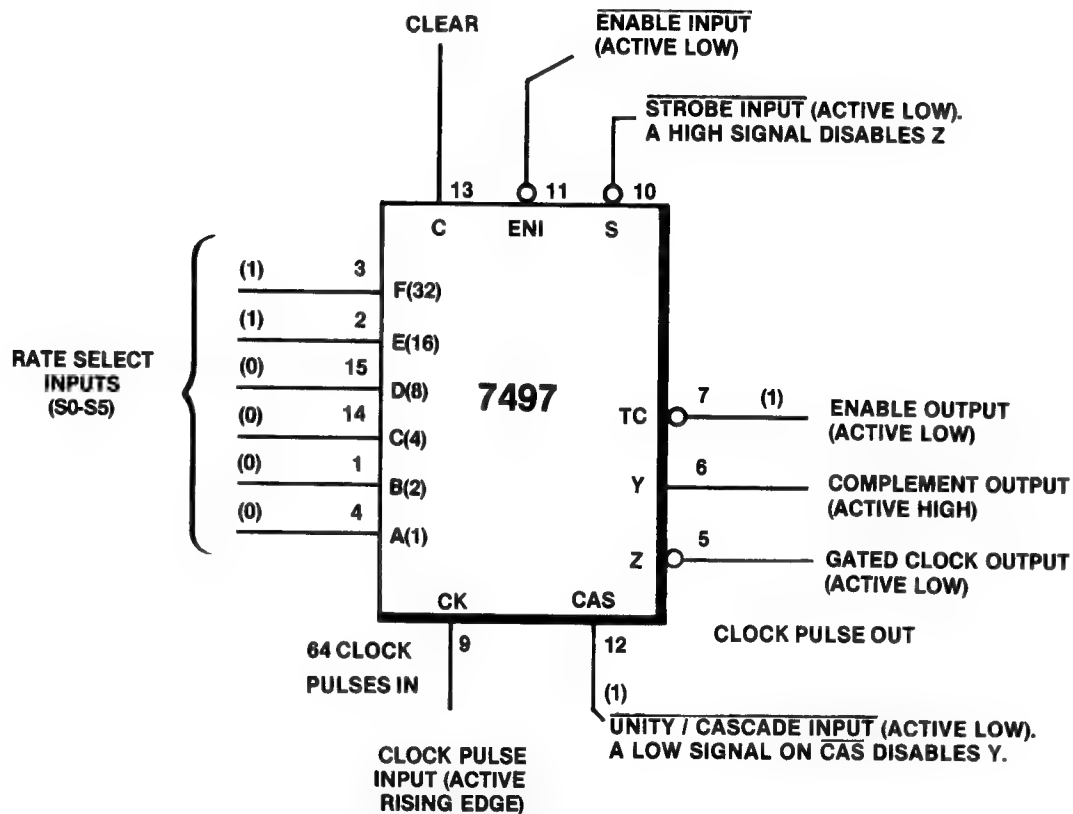 CLEAR
ENABLE INPUT
(ACTIVE LOW)
STROBE INPUT (ACTIVE LOW).
A HIGH SIGNAL DISABLES Z
13
11
10
C
ENI
S
RATE SELECT
INPUTS
(S0-S5)
(1) 3 F(32)
(1) 2 E(16)
(0) 15 D(8)
(0) 14 C(4)
(0) 1 B(2)
(0) 4 A(1)
7497
TC 7 (1) ENABLE OUTPUT
(ACTIVE LOW)
Y 6 COMPLEMENT OUTPUT
(ACTIVE HIGH)
Z 5 GATED CLOCK OUTPUT
(ACTIVE LOW)
CK
CAS
CLOCK PULSE OUT
64 CLOCK
PULSES IN
9
12
(1)
UNITY / CASCADE INPUT (ACTIVE LOW).
A LOW SIGNAL ON CAS DISABLES Y.
CLOCK PULSE
INPUT (ACTIVE
RISING EDGE)